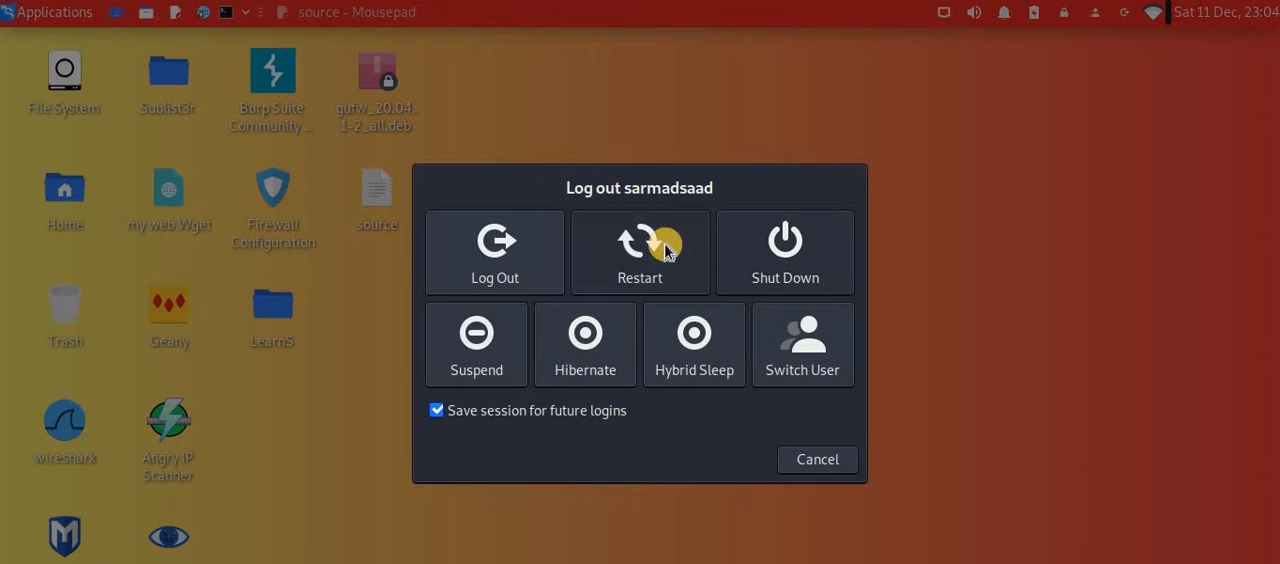 Applications
source - Mousepad
Sat 11 Dec, 23:04
File System
Sublist3r
Burp Suite
Community ...
gufw_20.04.
1-2_all.deb
Home
my web Wget
Firewall
Configuration
source
Trash
Geany
LearnS
wireshark
Angry IP
Scanner
Log out sarmadsaad
Log Out
Restart
Shut Down
Suspend
Hibernate
Hybrid Sleep
Switch User
Save session for future logins
Cancel